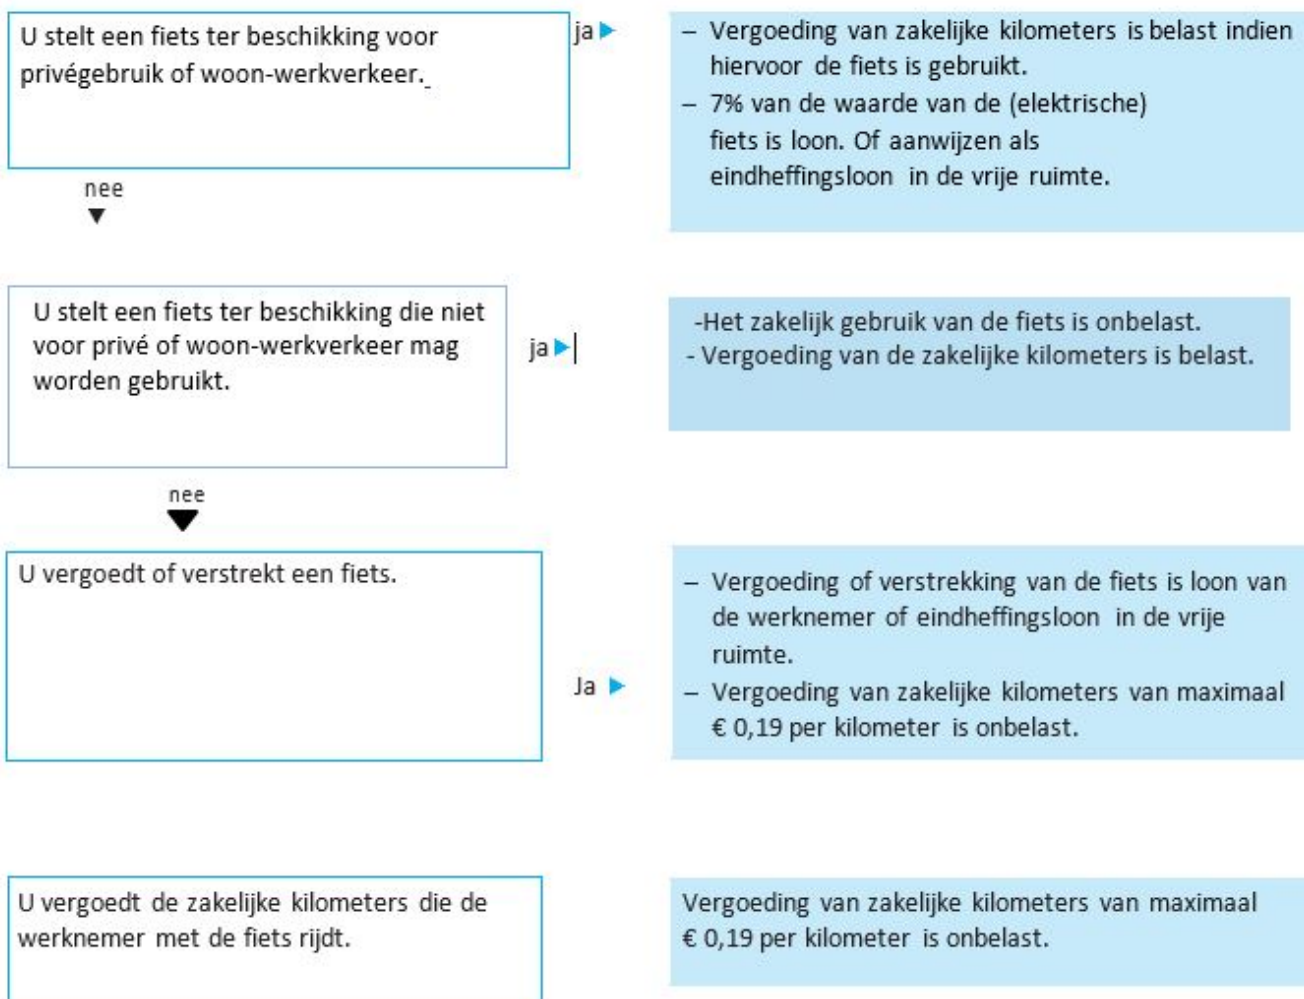 U stelt een fiets ter beschikking voor
privégebruik of woon-werkverkeer.
ja
– Vergoeding van zakelijke kilometers is belast indien
hiervoor de fiets is gebruikt.
– 7% van de waarde van de (elektrische)
fiets is loon. Of aanwijzen als
eindheffingsloon in de vrije ruimte.
nee
U stelt een fiets ter beschikking die niet
voor privé of woon-werkverkeer mag
worden gebruikt.
ja
-Het zakelijk gebruik van de fiets is onbelast.
- Vergoeding van de zakelijke kilometers is belast.
nee
U vergoedt of verstrekt een fiets.
Ja
– Vergoeding of verstrekking van de fiets is loon van
de werknemer of eindheffingsloon in de vrije
ruimte.
– Vergoeding van zakelijke kilometers van maximaal
€ 0,19 per kilometer is onbelast.
U vergoedt de zakelijke kilometers die de
werknemer met de fiets rijdt.
Vergoeding van zakelijke kilometers van maximaal
€ 0,19 per kilometer is onbelast.